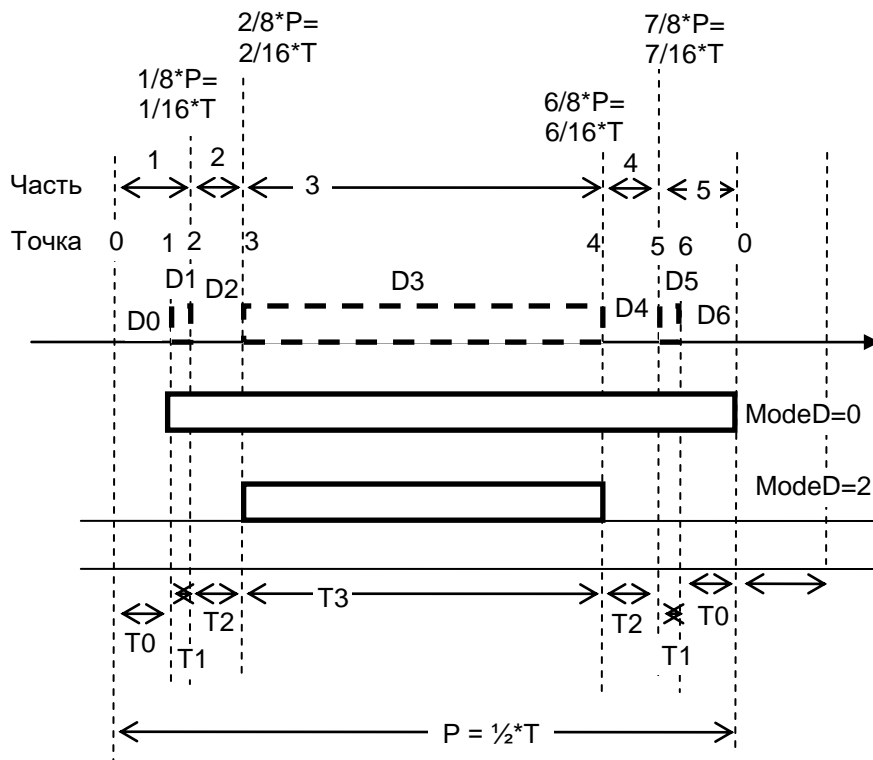 2/8*P=
2/16*T
7/8*P=
7/16*T
1/8*P=
1/16*T
6/8*P=
6/16*T
1
2
3
4
5
Часть
Точка
0
1
2
3
4
5
6
0
D0
D1
D2
D3
D4
D5
D6
ModeD=0
ModeD=2
T0
T1
T2
T3
T2
T1
T0
P = ½*T